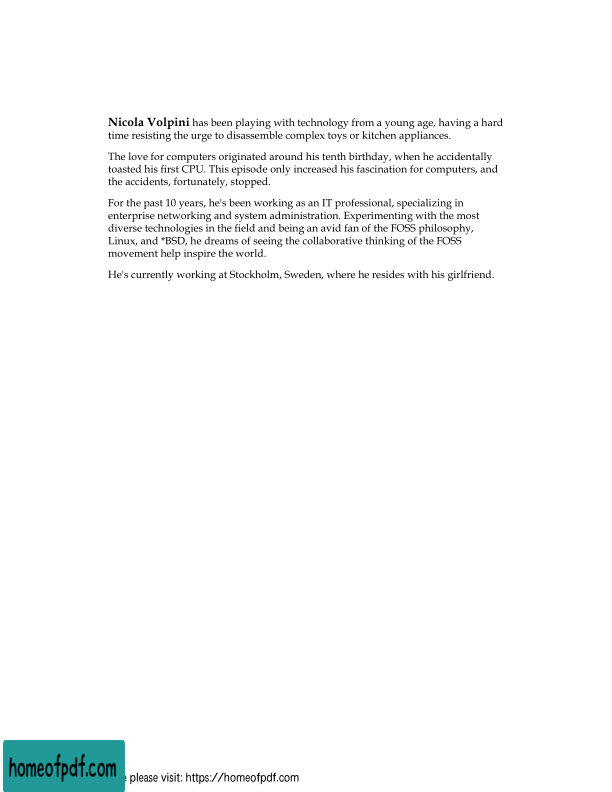 Nicola Volpini has been playing with technology from a young age, having a hard
time resisting the urge to disassemble complex toys or kitchen appliances.
The love for computers originated around his tenth birthday, when he accidentally
toasted his first CPU. This episode only increased his fascination for computers, and
the accidents, fortunately, stopped.
For the past 10 years, he's been working as an IT professional, specializing in
enterprise networking and system administration. Experimenting with the most
diverse technologies in the field and being an avid fan of the FOSS philosophy,
Linux, and *BSD, he dreams of seeing the collaborative thinking of the FOSS
movement help inspire the world.
He's currently working at Stockholm, Sweden, where he resides with his girlfriend.
homeofpdf.com
please visit: https://homeofpdf.com